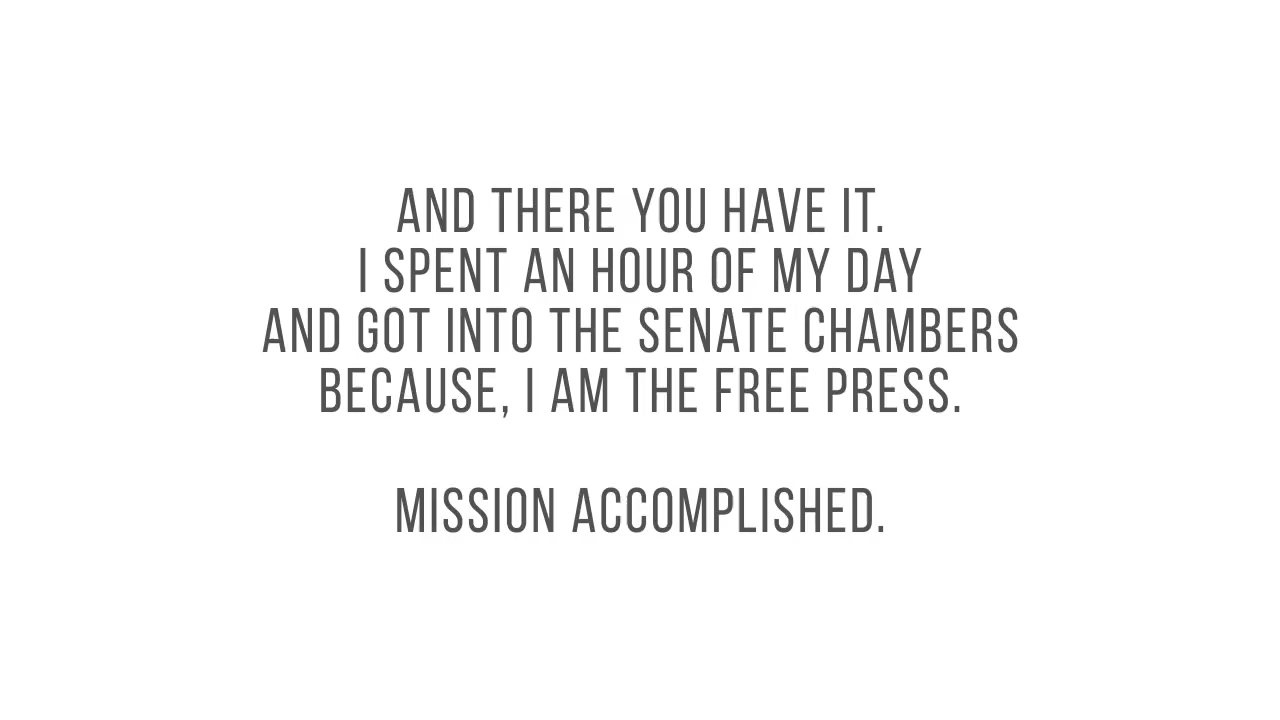 AND THERE YOU HAVE IT.
I SPENT AN HOUR OF MY DAY
AND GOT INTO THE SENATE CHAMBERS
BECAUSE, I AM THE FREE PRESS.
MISSION ACCOMPLISHED.